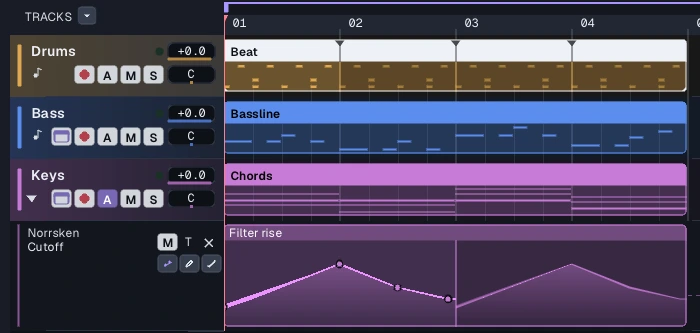 TRACKS
01 02 03 04
Drums +0.0
A M S C
Beat
Bass +0.0
A M S C
Bassline
Keys +0.0
A M S C
Chords
Norrsken
Cutoff
M T ×
Filter rise